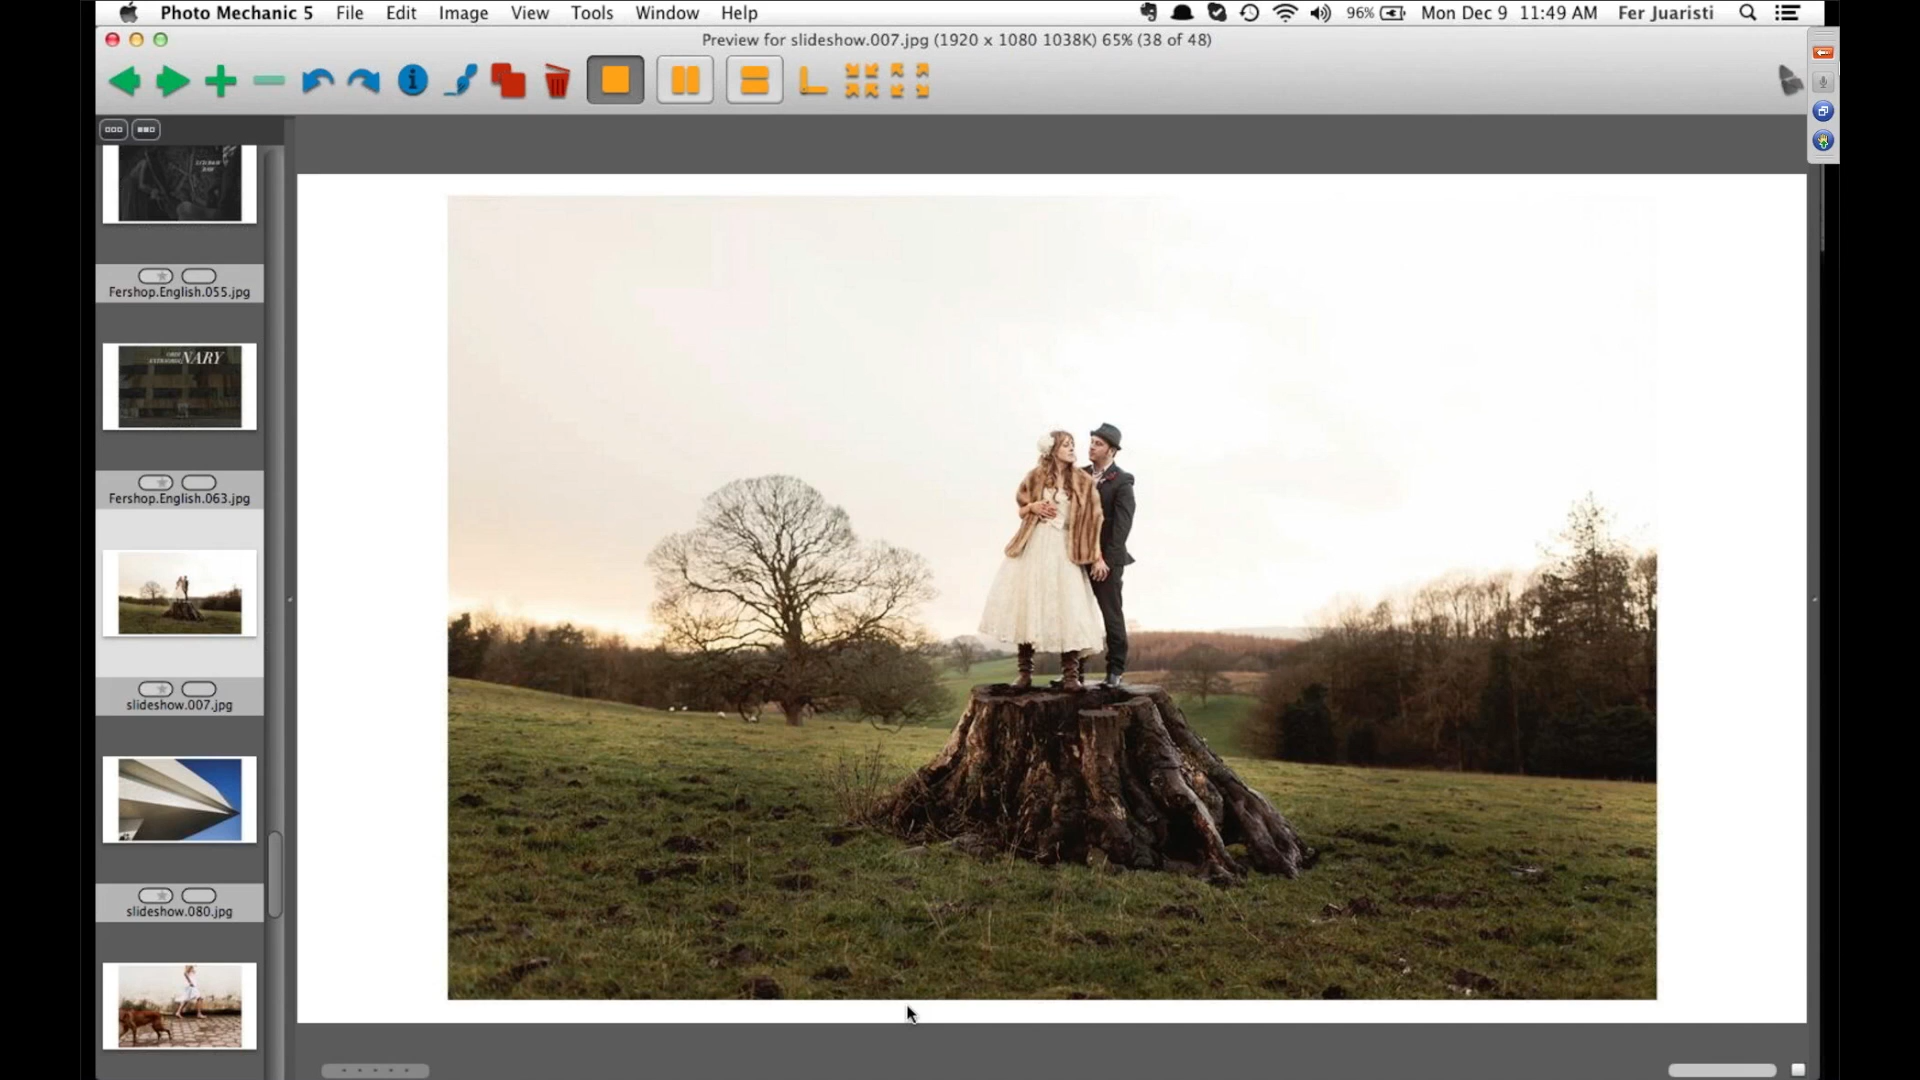 Photo Mechanic 5 File Edit Image View Tools Window Help 96% Mon Dec 9 11:49 AM Fer Juaristi
Preview for slideshow.007.jpg (1920 x 1080 1038K) 65% (38 of 48)
Fershop.English.055.jpg
NARY
Fershop.English.063.jpg
slideshow.007.jpg
slideshow.080.jpg